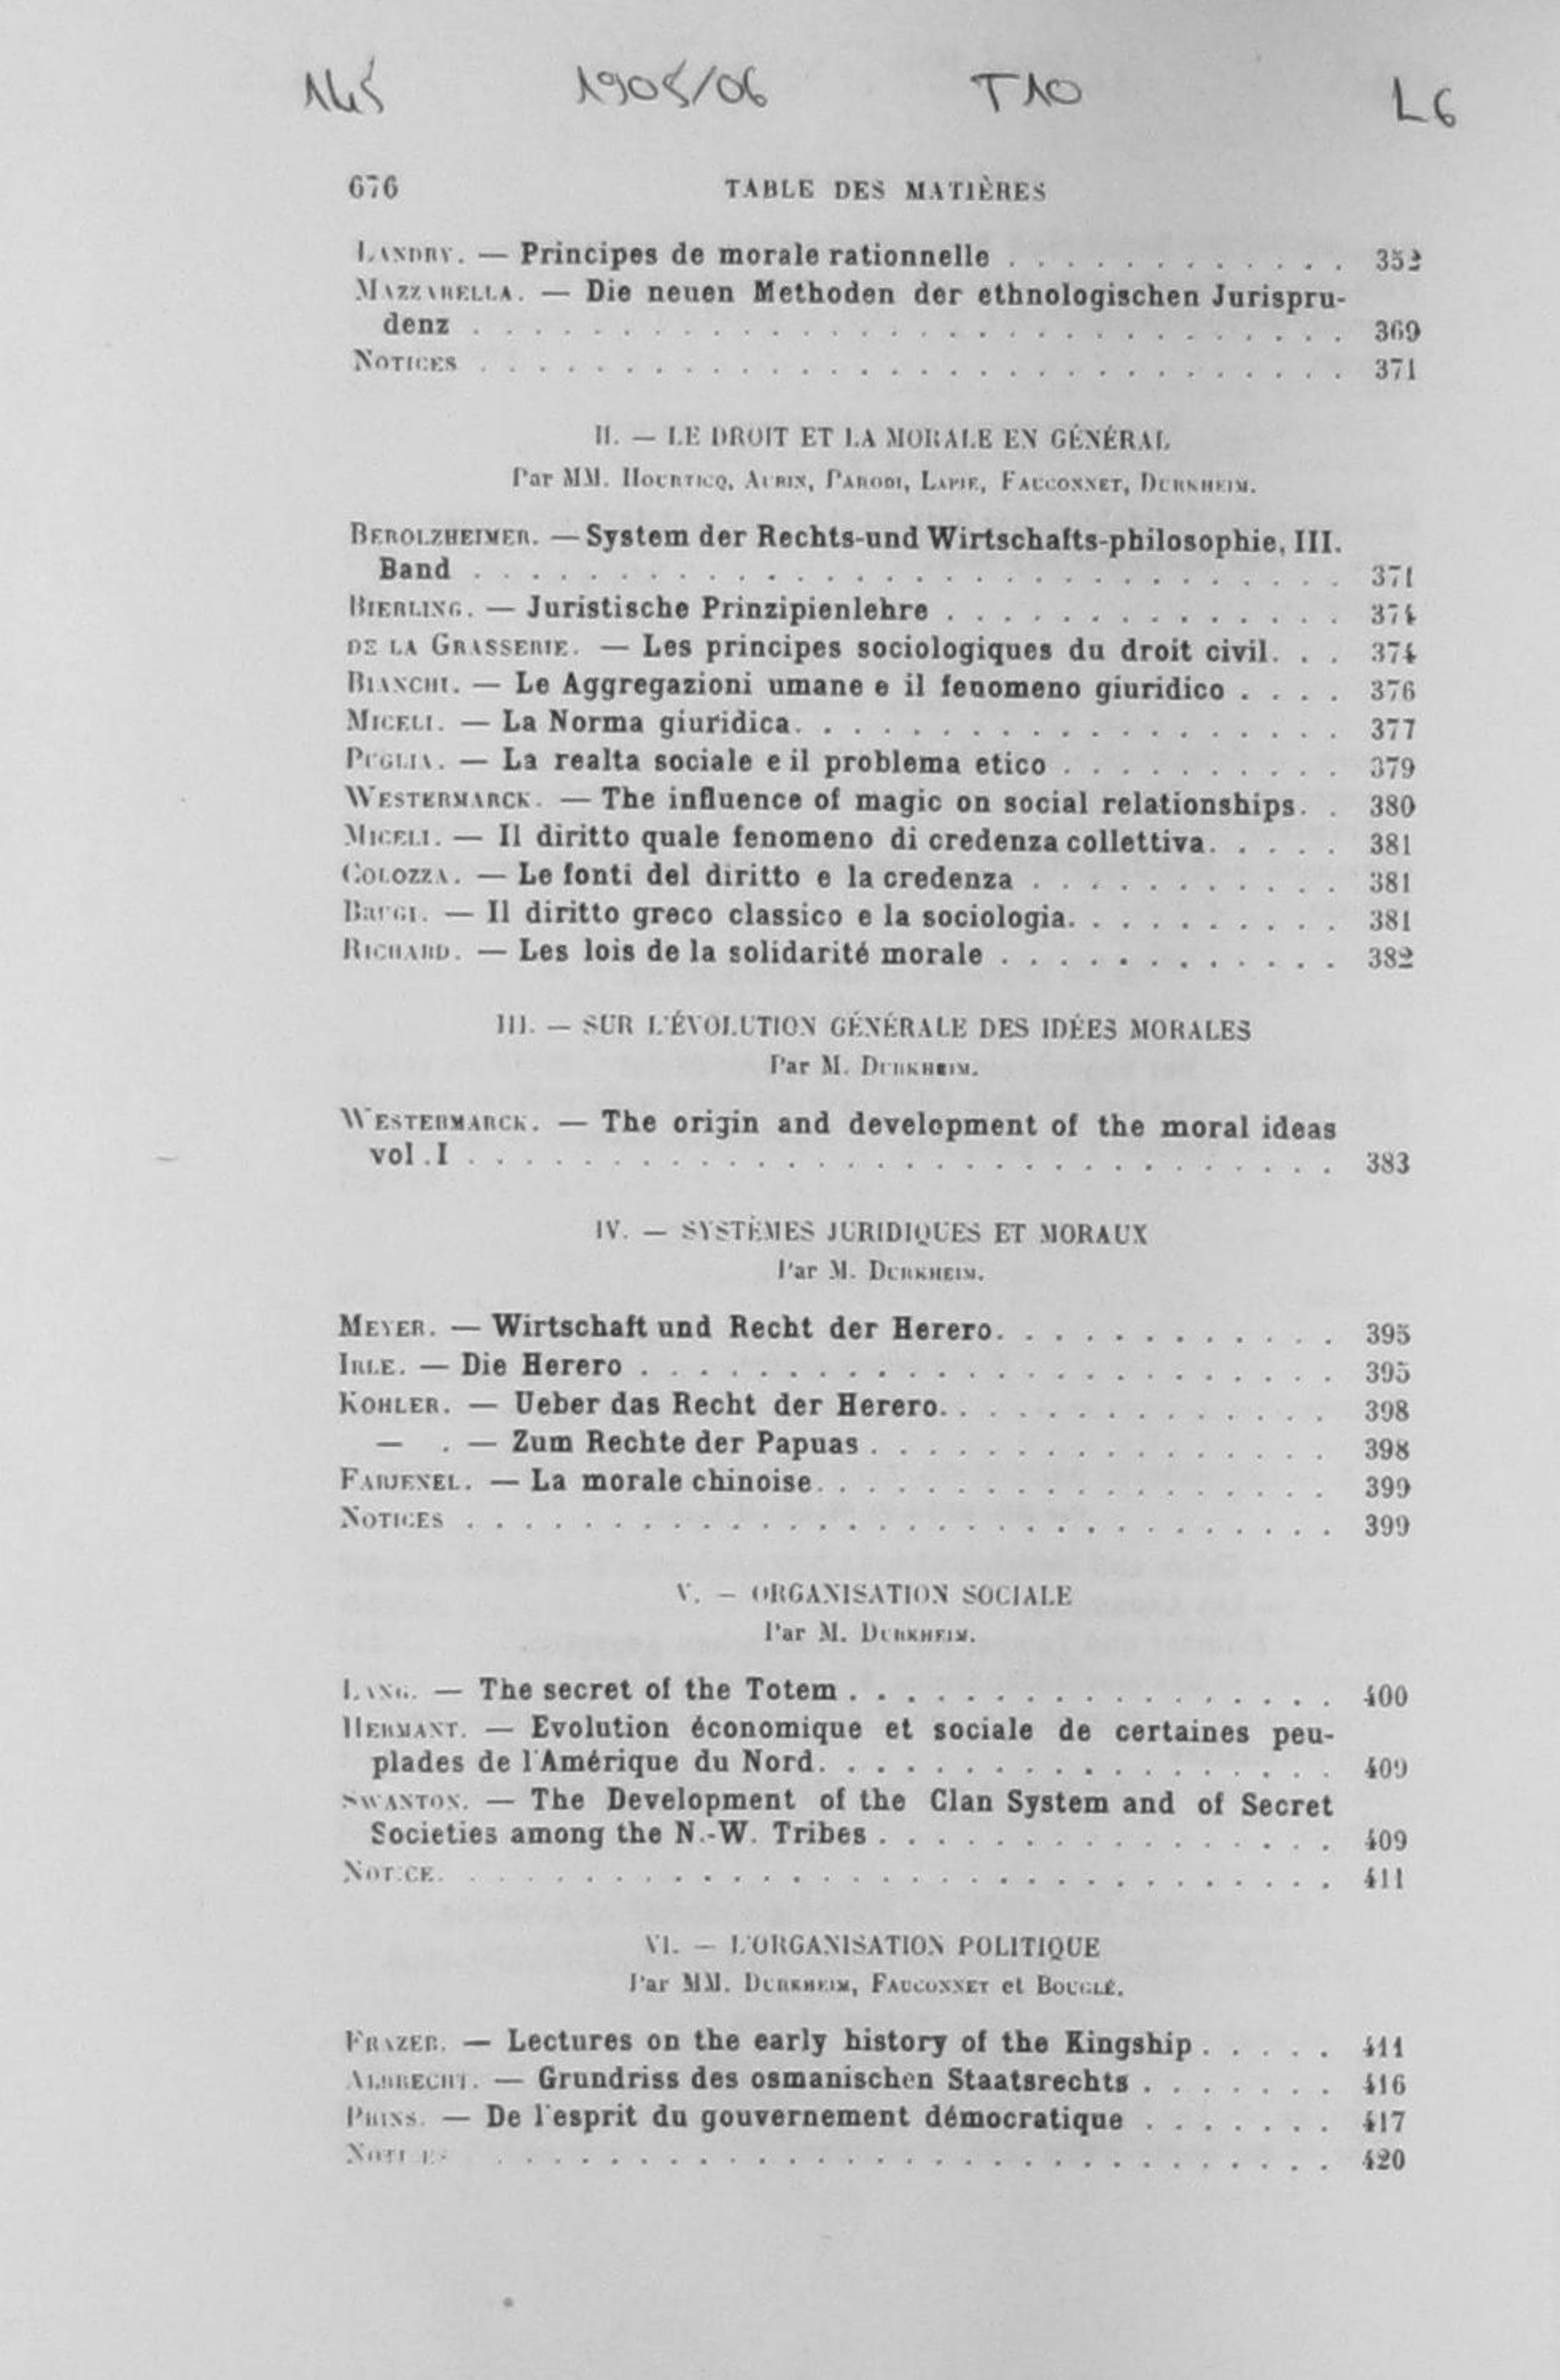 145 1905/06 T10 L6
676 TABLE DES MATIÈRES
LANDRY. — Principes de morale rationnelle . . . . . . . . . . . . 352
MAZZARELLA. — Die neuen Methoden der ethnologischen Jurispru-
denz . . . . . . . . . . . . . . . . . . . . . . . . . . . . . . 369
NOTICES . . . . . . . . . . . . . . . . . . . . . . . . . . . . . . 371
II. — LE DROIT ET LA MORALE EN GÉNÉRAL
Par MM. HOURTICQ, AUBIN, PARODI, LAPIE, FAUCONNET, DURKHEIM.
BEROLZHEIMER. — System der Rechts-und Wirtschafts-philosophie, III.
Band . . . . . . . . . . . . . . . . . . . . . . . . . . . . . . 371
BIERLING. — Juristische Prinzipienlehre . . . . . . . . . . . . . . 374
DE LA GRASSERIE. — Les principes sociologiques du droit civil. . . 374
BIANCHI. — Le Aggregazioni umane e il fenomeno giuridico . . . . 376
MICELI. — La Norma giuridica. . . . . . . . . . . . . . . . . . . 377
PUGLIA. — La realta sociale e il problema etico . . . . . . . . . . 379
WESTERMARCK. — The influence of magic on social relationships. . 380
MICELI. — Il diritto quale fenomeno di credenza collettiva. . . . . 381
COLOZZA. — Le fonti del diritto e la credenza . . . . . . . . . . . 381
BRUGI. — Il diritto greco classico e la sociologia. . . . . . . . . . 381
RICHARD. — Les lois de la solidarité morale . . . . . . . . . . . . 382
III. — SUR L'ÉVOLUTION GÉNÉRALE DES IDÉES MORALES
Par M. DURKHEIM.
WESTERMARCK. — The origin and development of the moral ideas
vol .I . . . . . . . . . . . . . . . . . . . . . . . . . . . . . . 383
IV. — SYSTÈMES JURIDIQUES ET MORAUX
Par M. DURKHEIM.
MEYER. — Wirtschaft und Recht der Herero. . . . . . . . . . . . 395
IRLE. — Die Herero . . . . . . . . . . . . . . . . . . . . . . . . 395
KOHLER. — Ueber das Recht der Herero. . . . . . . . . . . . . . 398
— . — Zum Rechte der Papuas . . . . . . . . . . . . . . . . 398
FARJENEL. — La morale chinoise. . . . . . . . . . . . . . . . . . 399
NOTICES . . . . . . . . . . . . . . . . . . . . . . . . . . . . . . 399
V. — ORGANISATION SOCIALE
Par M. DURKHEIM.
LANG. — The secret of the Totem . . . . . . . . . . . . . . . . . 400
HERMANT. — Evolution économique et sociale de certaines peu-
plades de l'Amérique du Nord. . . . . . . . . . . . . . . . . . 409
SWANTON. — The Development of the Clan System and of Secret
Societies among the N.-W. Tribes . . . . . . . . . . . . . . . . 409
NOTICE. . . . . . . . . . . . . . . . . . . . . . . . . . . . . . . 411
VI. — L'ORGANISATION POLITIQUE
Par MM. DURKHEIM, FAUCONNET et BOUGLÉ.
FRAZER. — Lectures on the early history of the Kingship . . . . . 411
ALBRECHT. — Grundriss des osmanischen Staatsrechts . . . . . . . 416
PRINS. — De l'esprit du gouvernement démocratique . . . . . . . 417
NOTICES . . . . . . . . . . . . . . . . . . . . . . . . . . . . . 420